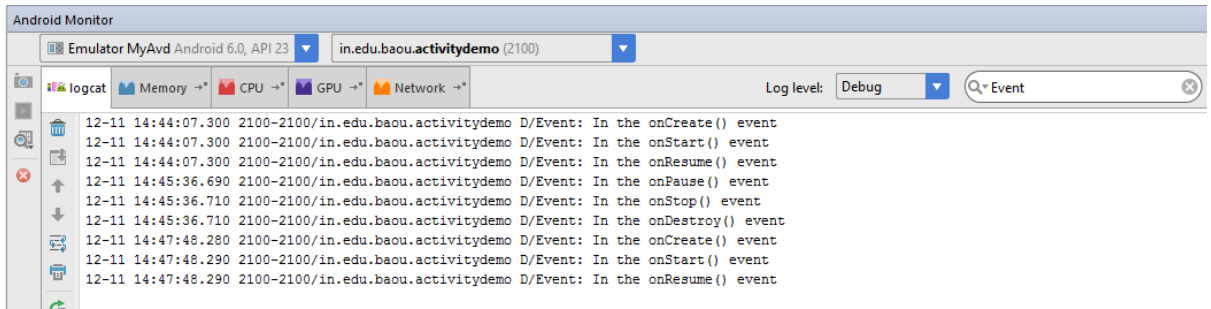 Android Monitor
Emulator MyAvd Android 6.0, API 23 in.edu.baou.activitydemo (2100)
logcat Memory CPU GPU Network Log level: Debug Event
12-11 14:44:07.300 2100-2100/in.edu.baou.activitydemo D/Event: In the onCreate() event
12-11 14:44:07.300 2100-2100/in.edu.baou.activitydemo D/Event: In the onStart() event
12-11 14:44:07.300 2100-2100/in.edu.baou.activitydemo D/Event: In the onResume() event
12-11 14:45:36.690 2100-2100/in.edu.baou.activitydemo D/Event: In the onPause() event
12-11 14:45:36.710 2100-2100/in.edu.baou.activitydemo D/Event: In the onStop() event
12-11 14:45:36.710 2100-2100/in.edu.baou.activitydemo D/Event: In the onDestroy() event
12-11 14:47:48.280 2100-2100/in.edu.baou.activitydemo D/Event: In the onCreate() event
12-11 14:47:48.290 2100-2100/in.edu.baou.activitydemo D/Event: In the onStart() event
12-11 14:47:48.290 2100-2100/in.edu.baou.activitydemo D/Event: In the onResume() event